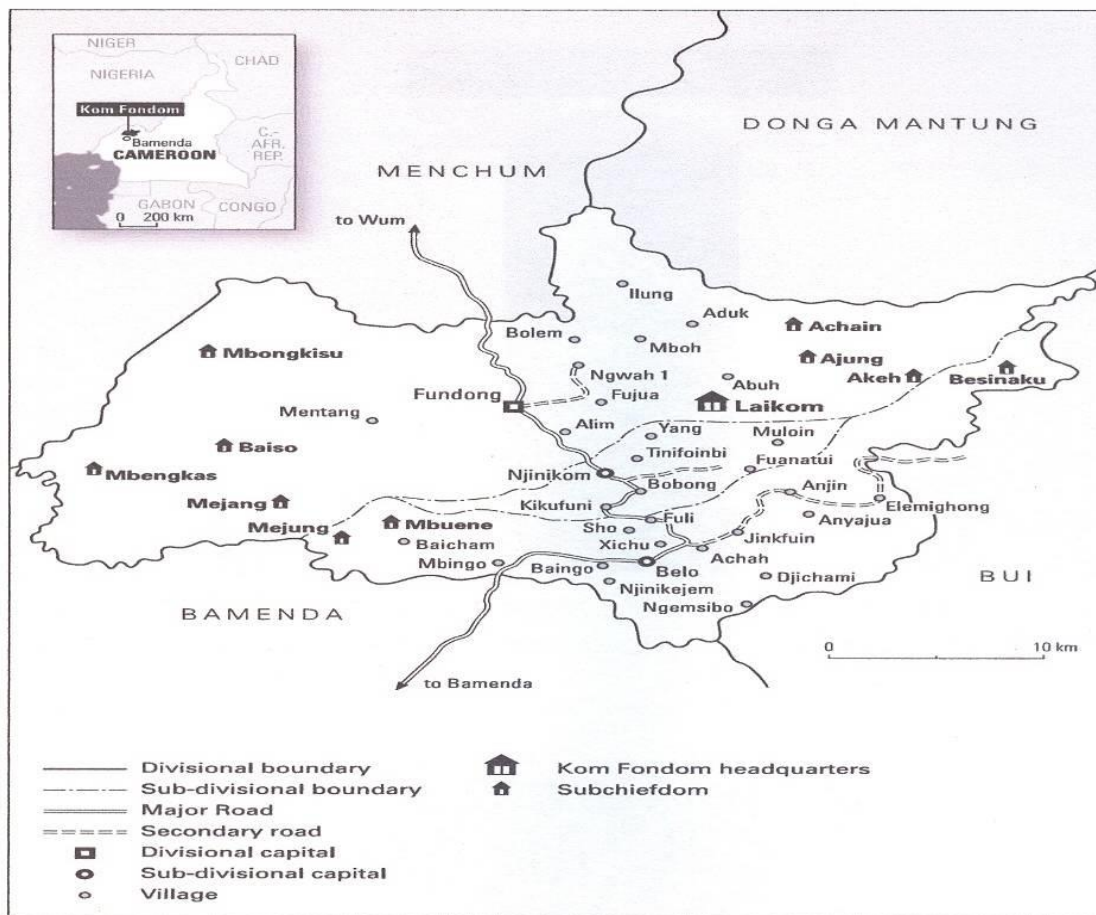 NIGER
CHAD
NIGERIA
Kom Fondom
Bamenda
CAMEROON
C.-
AFR.
REP.
GABON
CONGO
0 200 km
DONGA MANTUNG
MENCHUM
to Wum
Ilung
Aduk
Achain
Bolem
Mboh
Mbongkisu
Ajung
Ngwah 1
Abuh
Akeh
Besinaku
Fundong
Fujua
Laikom
Mentang
Alim
Yang
Muloin
Baiso
Tinifoinbi
Fuanatui
Mbengkas
Njinikom
Bobong
Anjin
Mejang
Kikufuni
Elemighong
Mejung
Mbuene
Sho
Fuli
Anyajua
Baicham
Xichu
Jinkfuin
Mbingo
Baingo
Belo
Achah
Djichami
BUI
Njinikejem
Ngemsibo
BAMENDA
0 10 km
to Bamenda
Divisional boundary
Sub-divisional boundary
Major Road
Secondary road
Divisional capital
Sub-divisional capital
Village
Kom Fondom headquarters
Subchiefdom